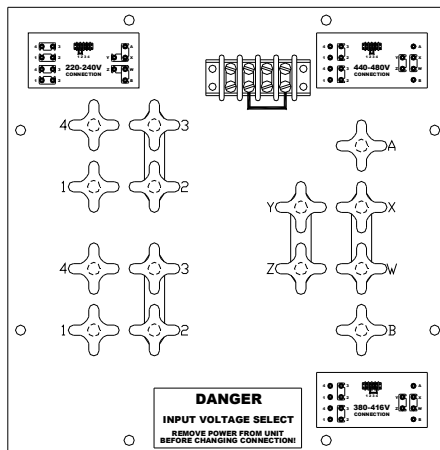 220-240V
CONNECTION
440-480V
CONNECTION
4
3
A
1
2
Y
X
4
3
Z
W
1
2
B
380-416V
CONNECTION
DANGER
INPUT VOLTAGE SELECT
REMOVE POWER FROM UNIT
BEFORE CHANGING CONNECTION!